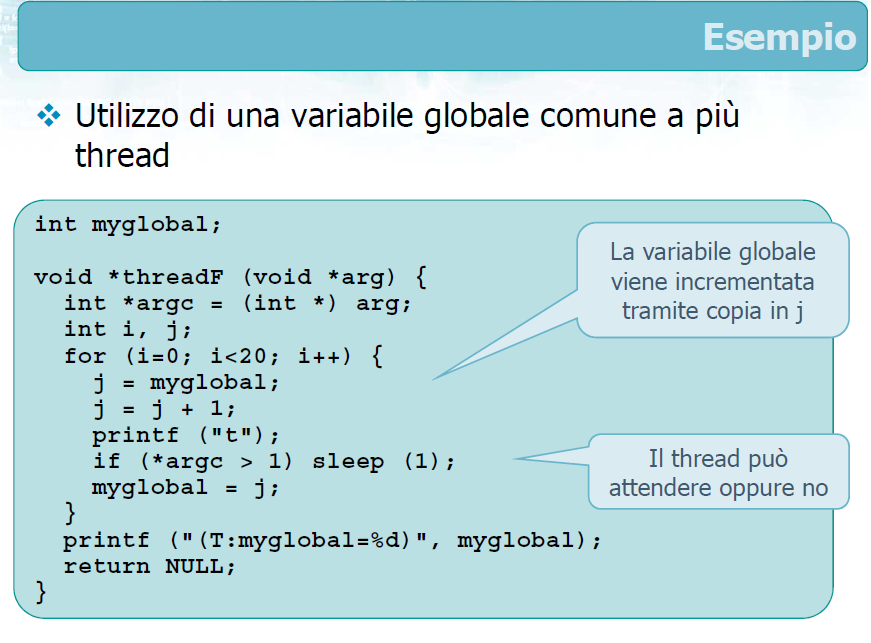 Esempio
Utilizzo di una variabile globale comune a più
thread
int myglobal;
void *threadF (void *arg) {
  int *argc = (int *) arg;
  int i, j;
  for (i=0; i<20; i++) {
    j = myglobal;
    j = j + 1;
    printf ("t");
    if (*argc > 1) sleep (1);
    myglobal = j;
  }
  printf ("(T:myglobal=%d)", myglobal);
  return NULL;
}
La variabile globale
viene incrementata
tramite copia in j
Il thread può
attendere oppure no